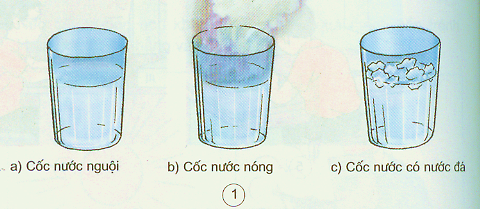 a) Cốc nước nguội b) Cốc nước nóng c) Cốc nước có nước đá
1